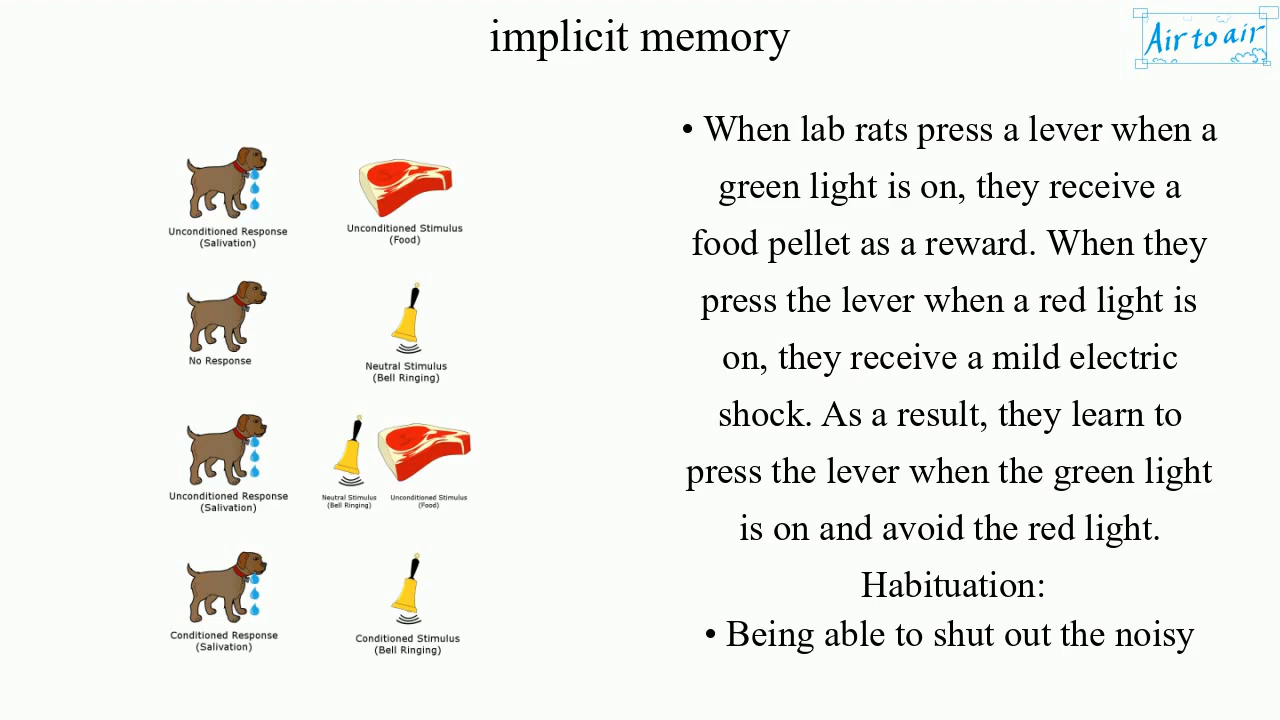 implicit memory
Air to air
• When lab rats press a lever when a
green light is on, they receive a
food pellet as a reward. When they
press the lever when a red light is
on, they receive a mild electric
shock. As a result, they learn to
press the lever when the green light
is on and avoid the red light.
Habituation:
• Being able to shut out the noisy
Unconditioned Response
(Salivation)
Unconditioned Stimulus
(Food)
No Response
Neutral Stimulus
(Bell Ringing)
Unconditioned Response
(Salivation)
Neutral Stimulus
(Bell Ringing)
Unconditioned Stimulus
(Food)
Conditioned Response
(Salivation)
Conditioned Stimulus
(Bell Ringing)